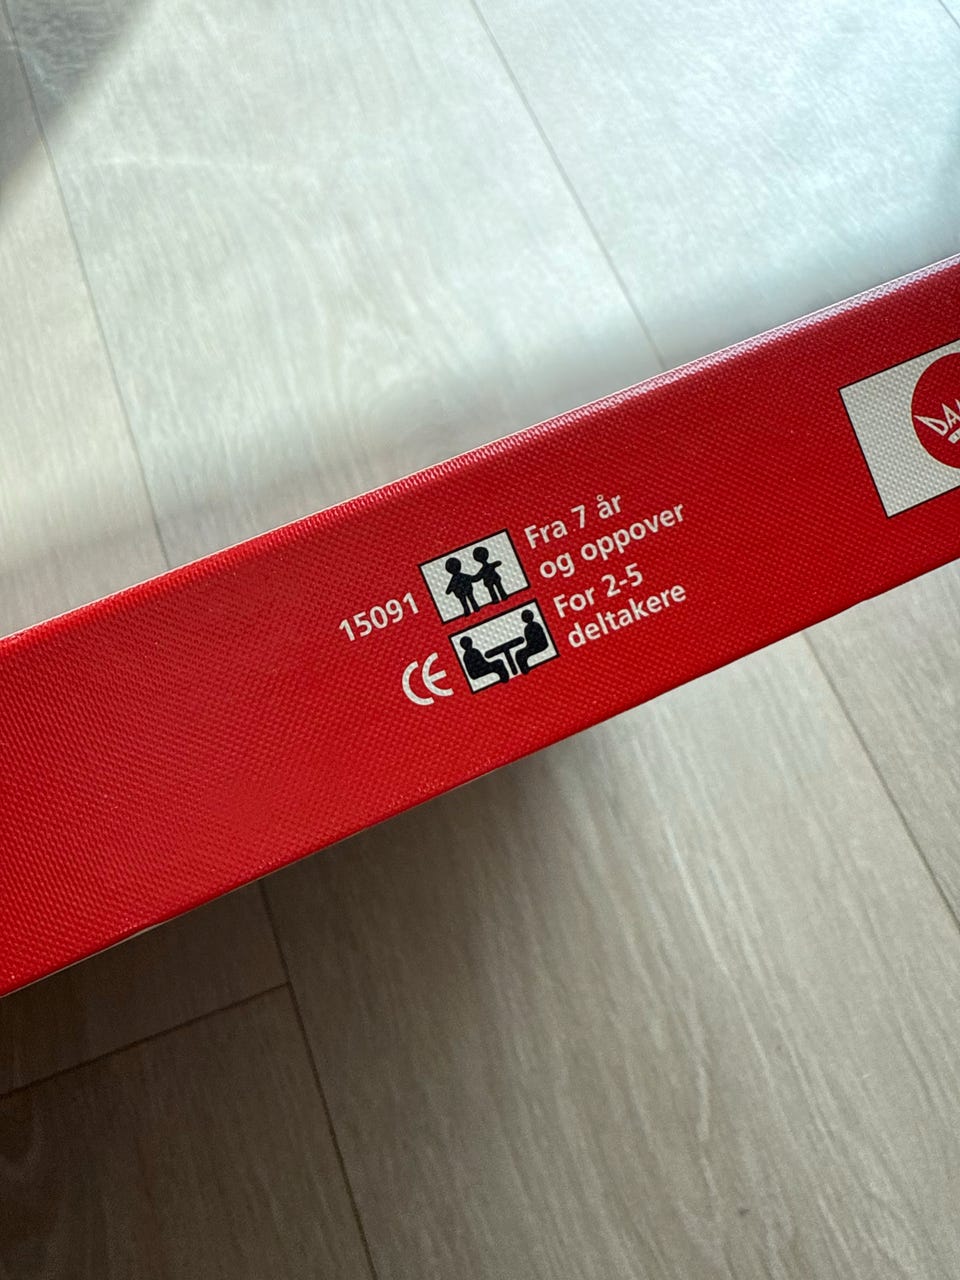 15091
Fra 7 år
og oppover
For 2-5
deltakere
CE